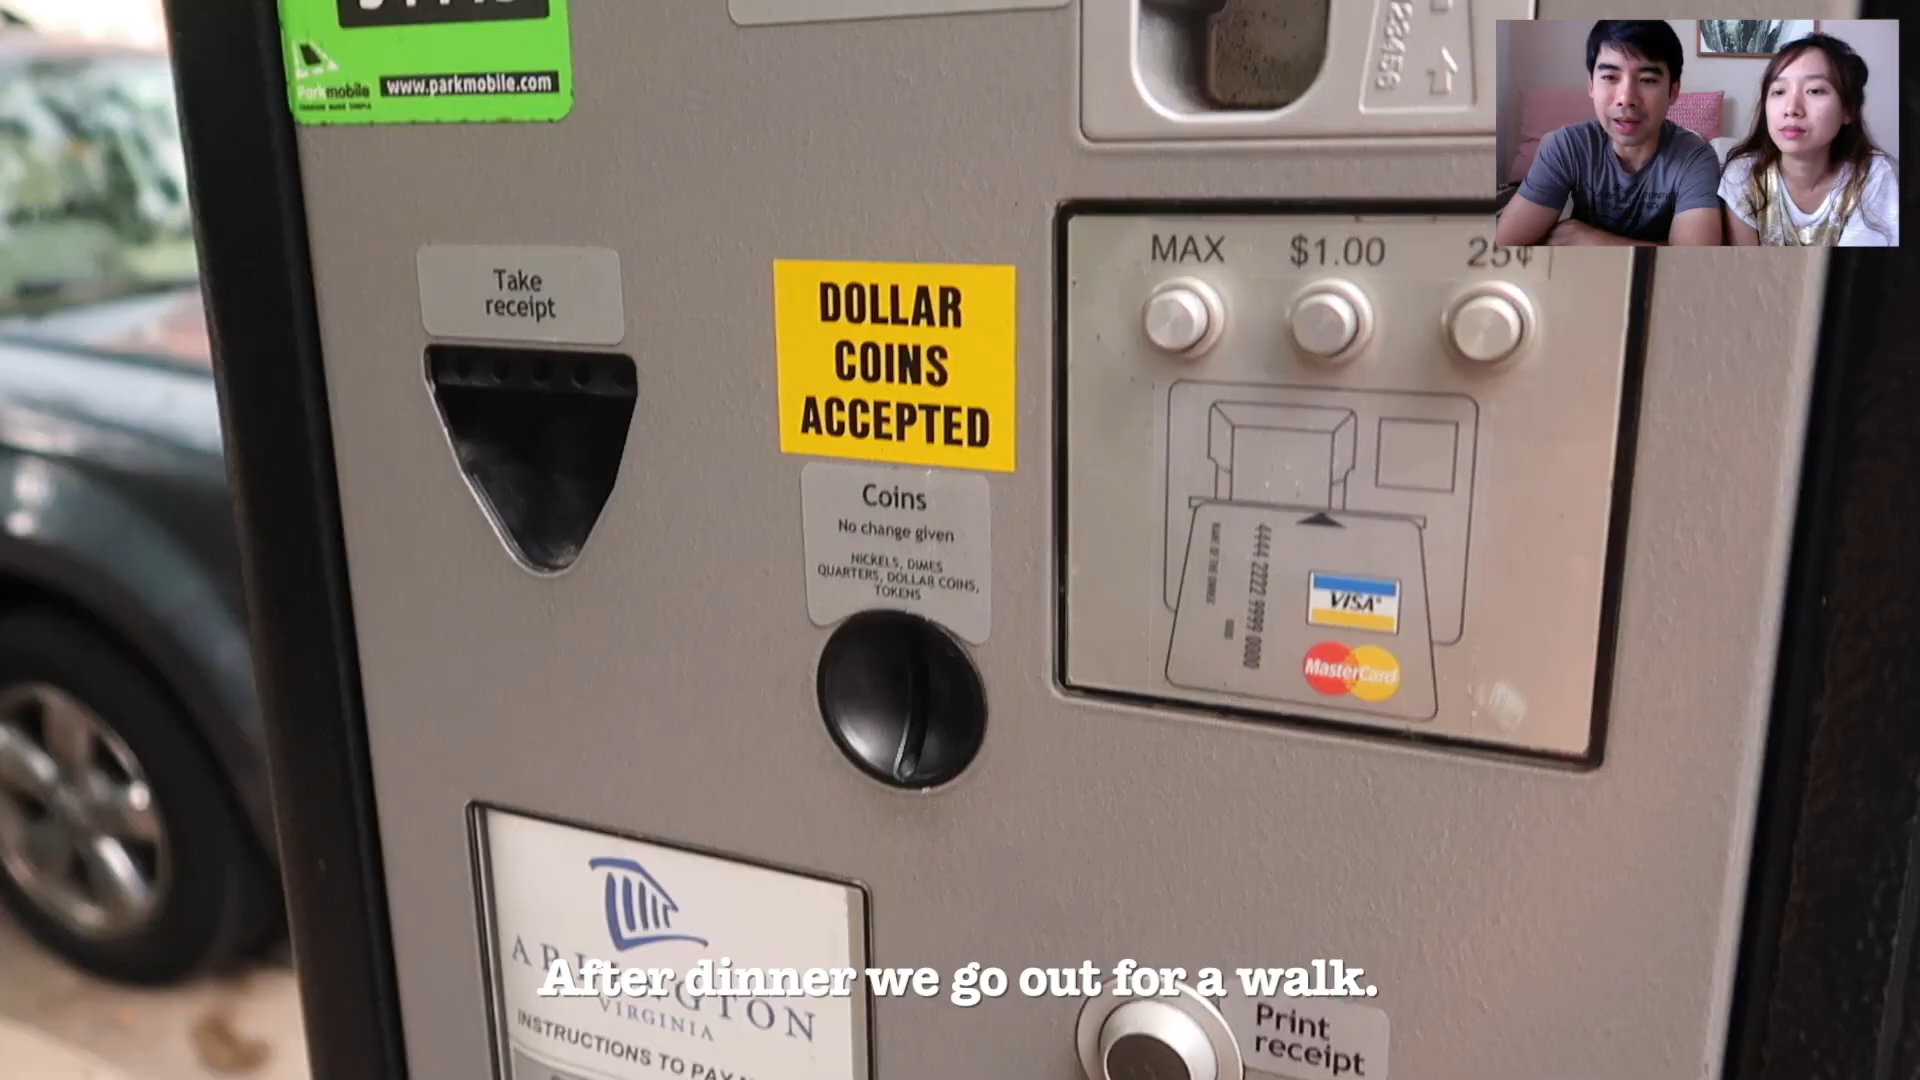 Parkmobile
www.parkmobile.com
Take
receipt
DOLLAR
COINS
ACCEPTED
Coins
No change given
NICKELS, DIMES
QUARTERS, DOLLAR COINS,
TOKENS
MAX $1.00 25¢
4444 2222 9999 0000
VISA
MasterCard
ARLINGTON
VIRGINIA
INSTRUCTIONS TO PAY
After dinner we go out for a walk.
Print
receipt